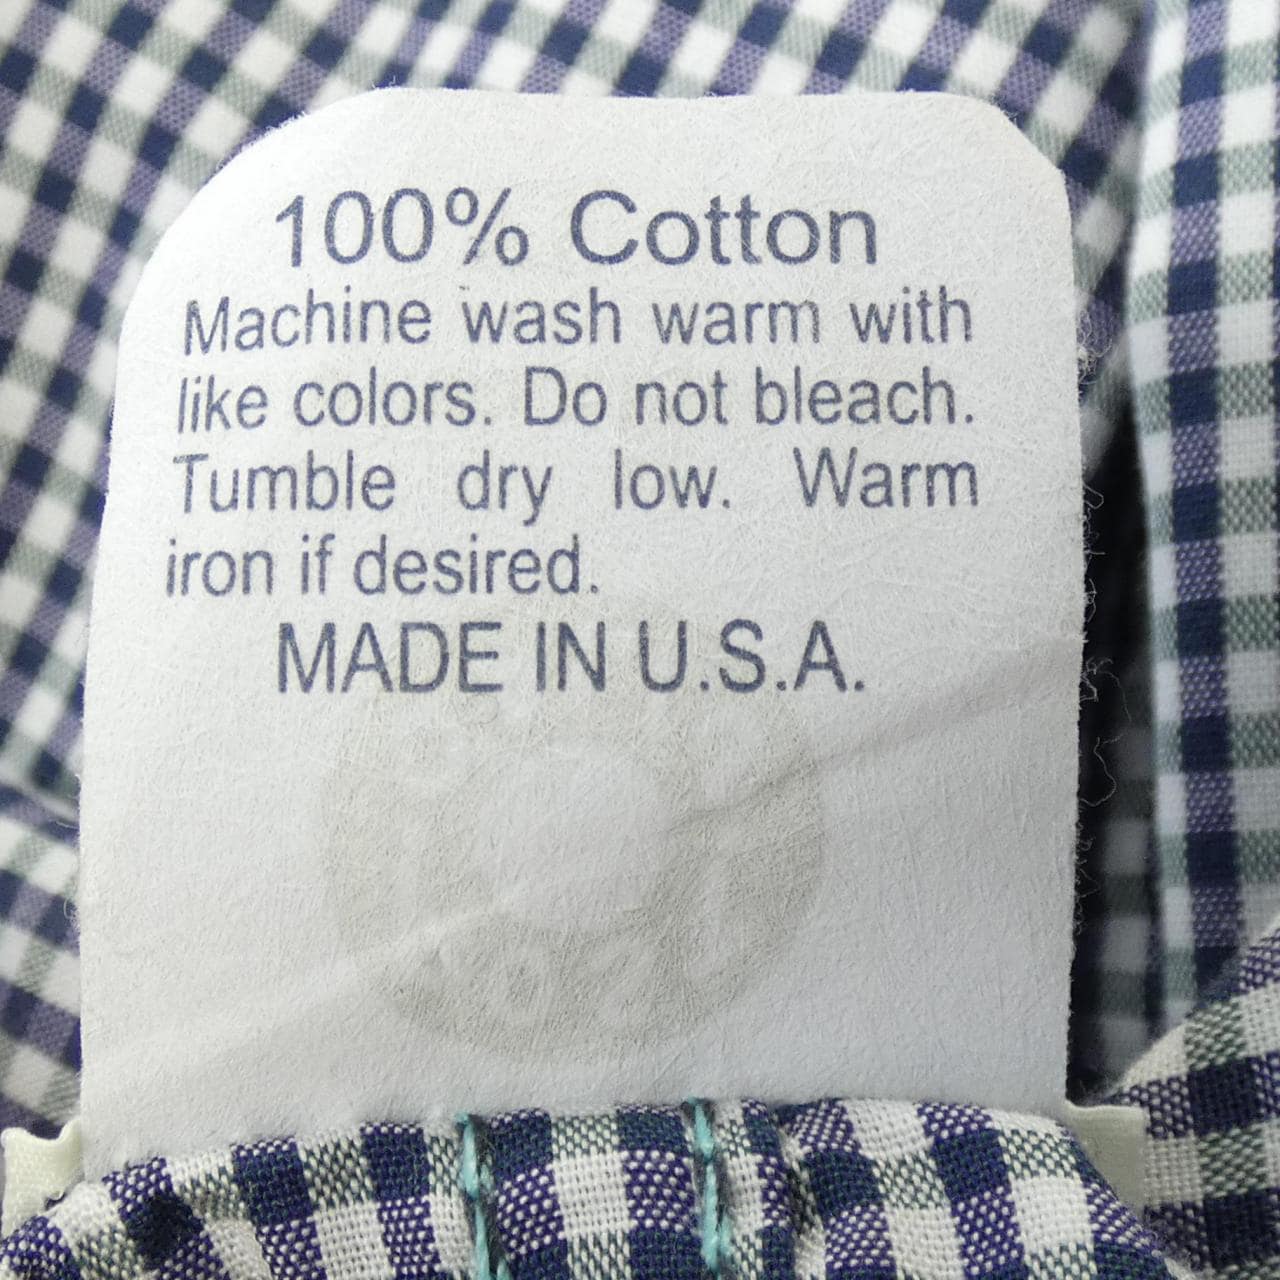 100% Cotton
Machine wash warm with
like colors. Do not bleach.
Tumble dry low. Warm
iron if desired.
MADE IN U.S.A.